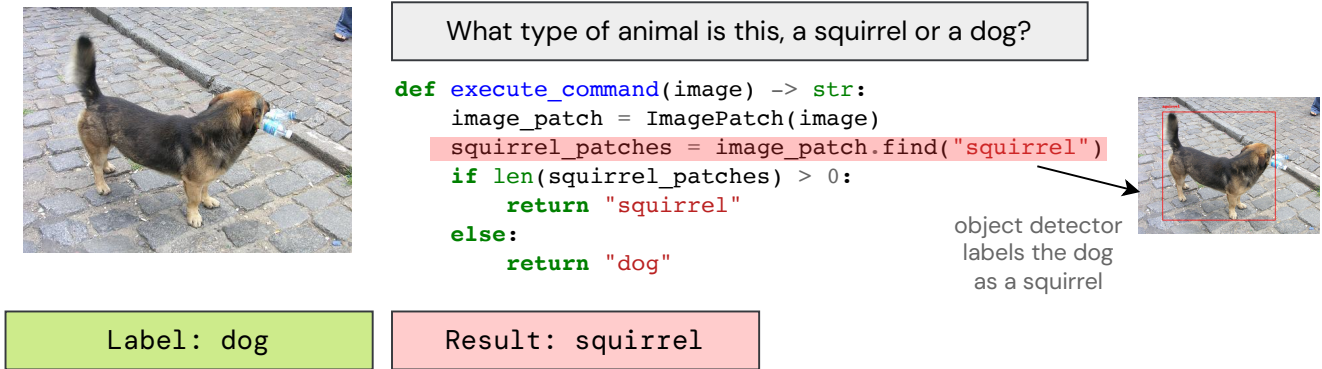 What type of animal is this, a squirrel or a dog?
def execute_command(image) -> str:
    image_patch = ImagePatch(image)
    squirrel_patches = image_patch.find("squirrel")
    if len(squirrel_patches) > 0:
        return "squirrel"
    else:
        return "dog"
object detector
labels the dog
as a squirrel
Label: dog
Result: squirrel